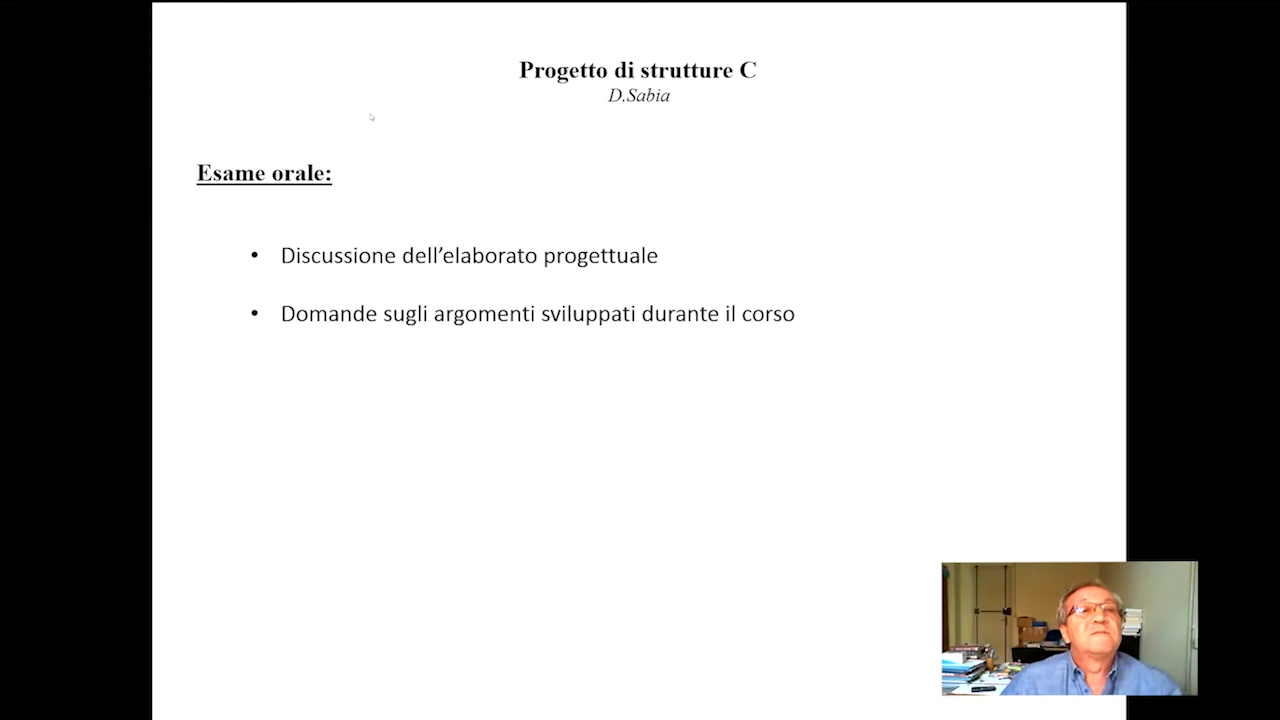 Progetto di strutture C
D.Sabia
Esame orale:
• Discussione dell’elaborato progettuale
• Domande sugli argomenti sviluppati durante il corso